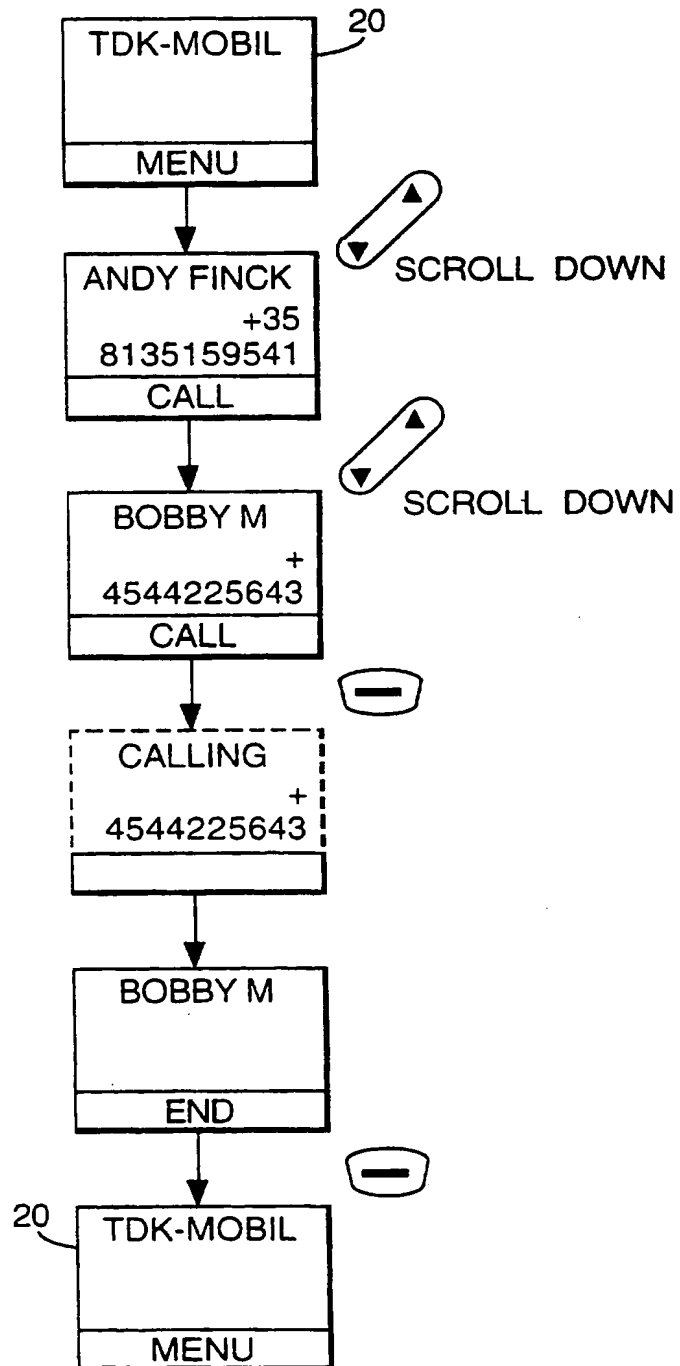 20
TDK-MOBIL
MENU
ANDY FINCK
+35
8135159541
CALL
SCROLL DOWN
BOBBY M
+
4544225643
CALL
SCROLL DOWN
CALLING
+
4544225643
BOBBY M
END
20
TDK-MOBIL
MENU